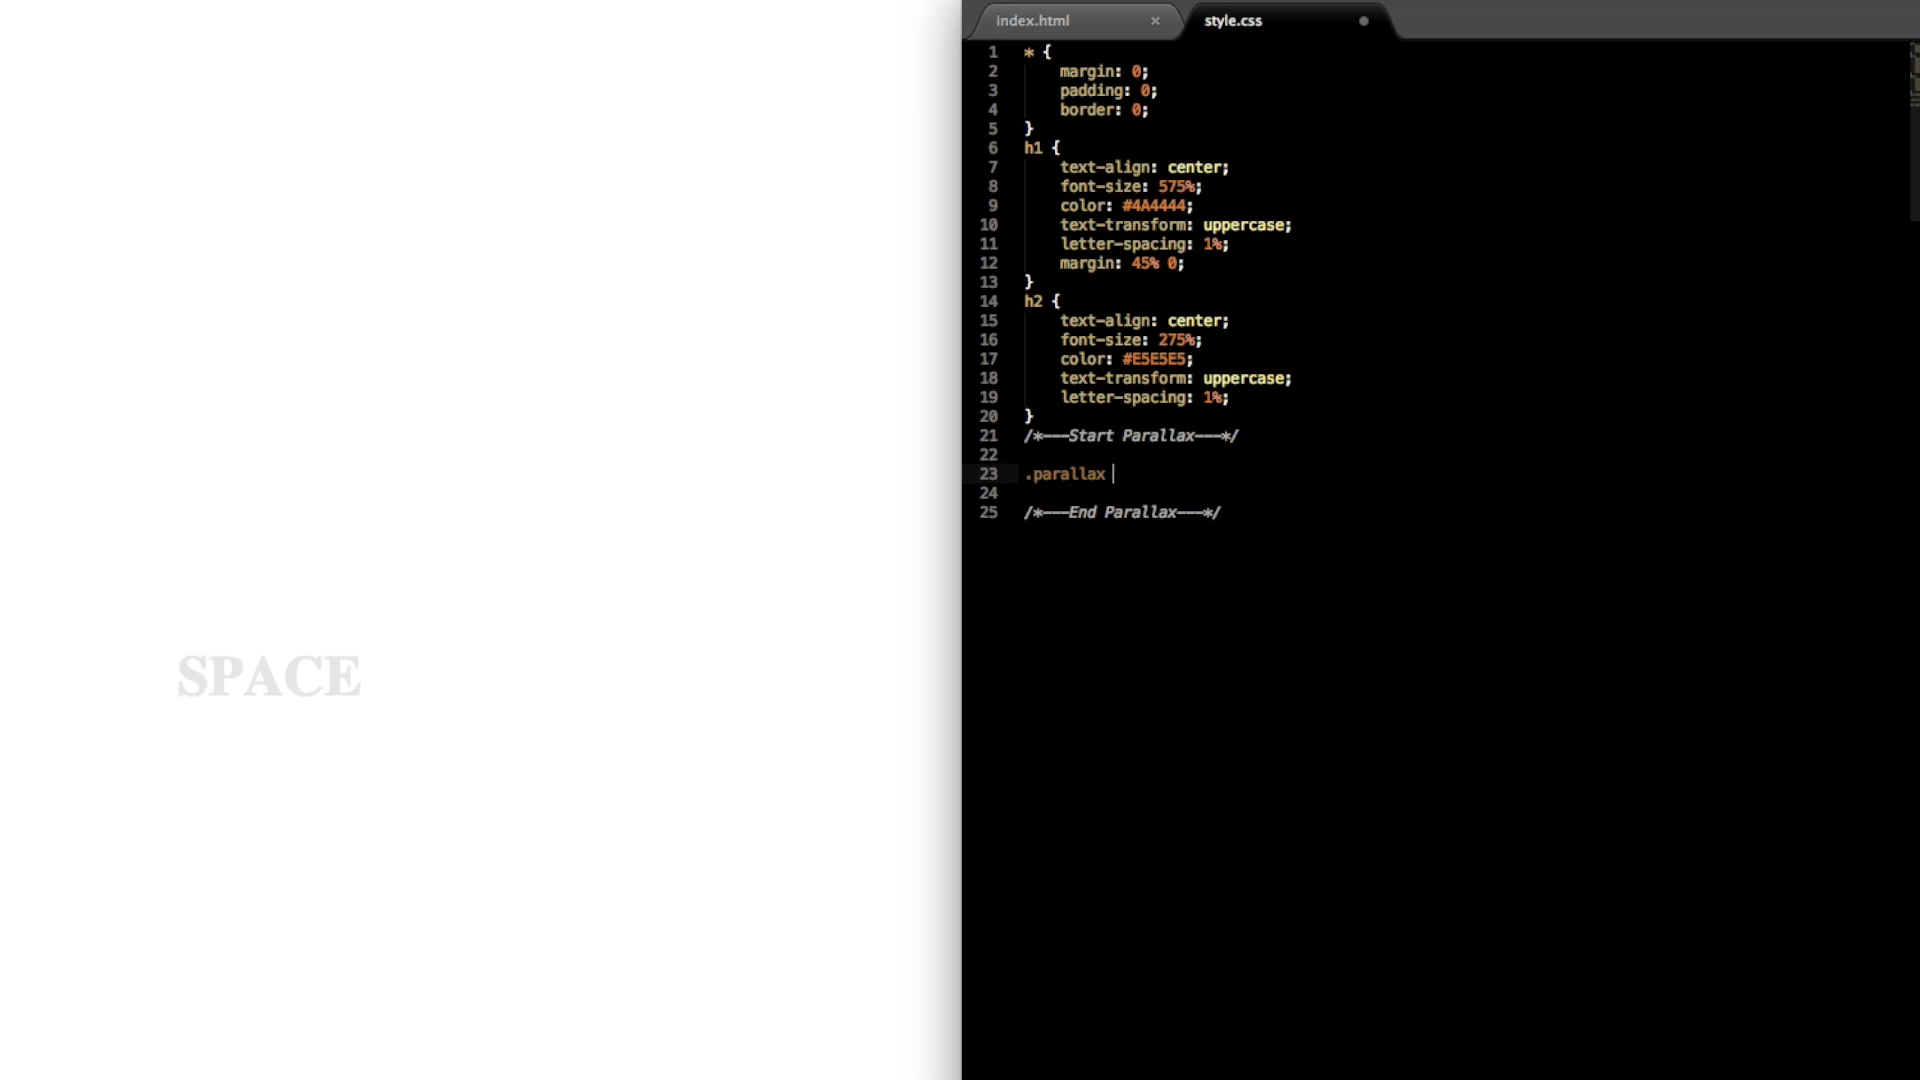 SPACE
index.html ×
style.css
1 * {
2 margin: 0;
3 padding: 0;
4 border: 0;
5 }
6 h1 {
7 text-align: center;
8 font-size: 575%;
9 color: #4A4444;
10 text-transform: uppercase;
11 letter-spacing: 1%;
12 margin: 45% 0;
13 }
14 h2 {
15 text-align: center;
16 font-size: 275%;
17 color: #E5E5E5;
18 text-transform: uppercase;
19 letter-spacing: 1%;
20 }
21 /*---Start Parallax---*/
22
23 .parallax
24
25 /*---End Parallax---*/